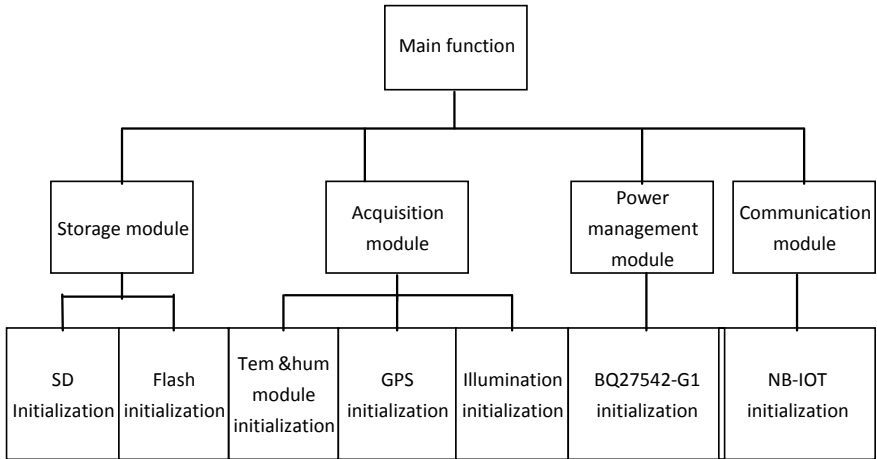 Main function
Storage module
Acquisition
module
Power
management
module
Communication
module
SD
Initialization
Flash
initialization
Tem &hum
module
initialization
GPS
initialization
Illumination
initialization
BQ27542-G1
initialization
NB-IOT
initialization